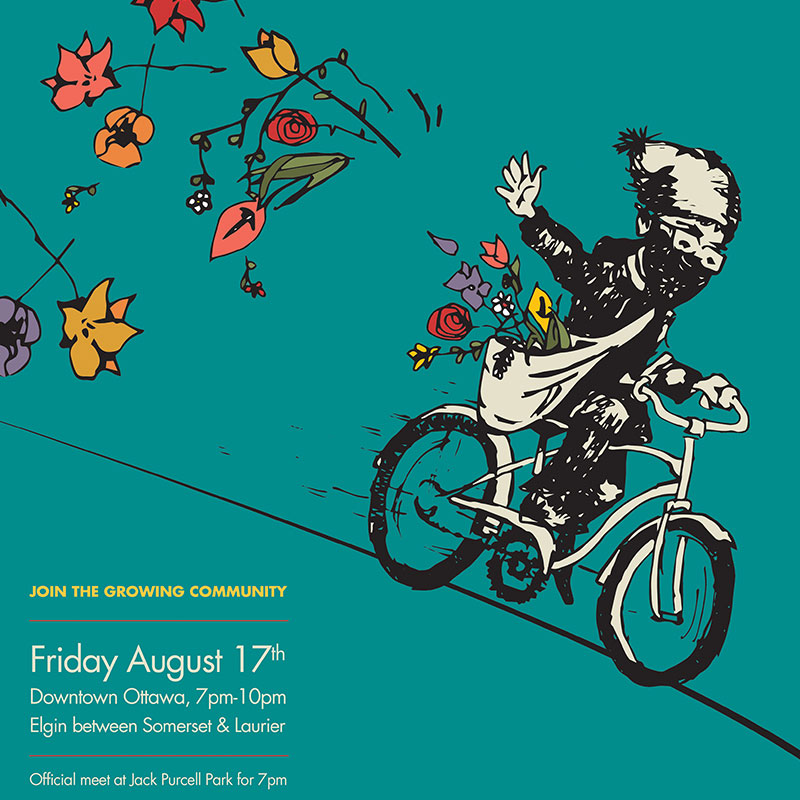 JOIN THE GROWING COMMUNITY
Friday August 17th
Downtown Ottawa, 7pm-10pm
Elgin between Somerset & Laurier
Official meet at Jack Purcell Park for 7pm